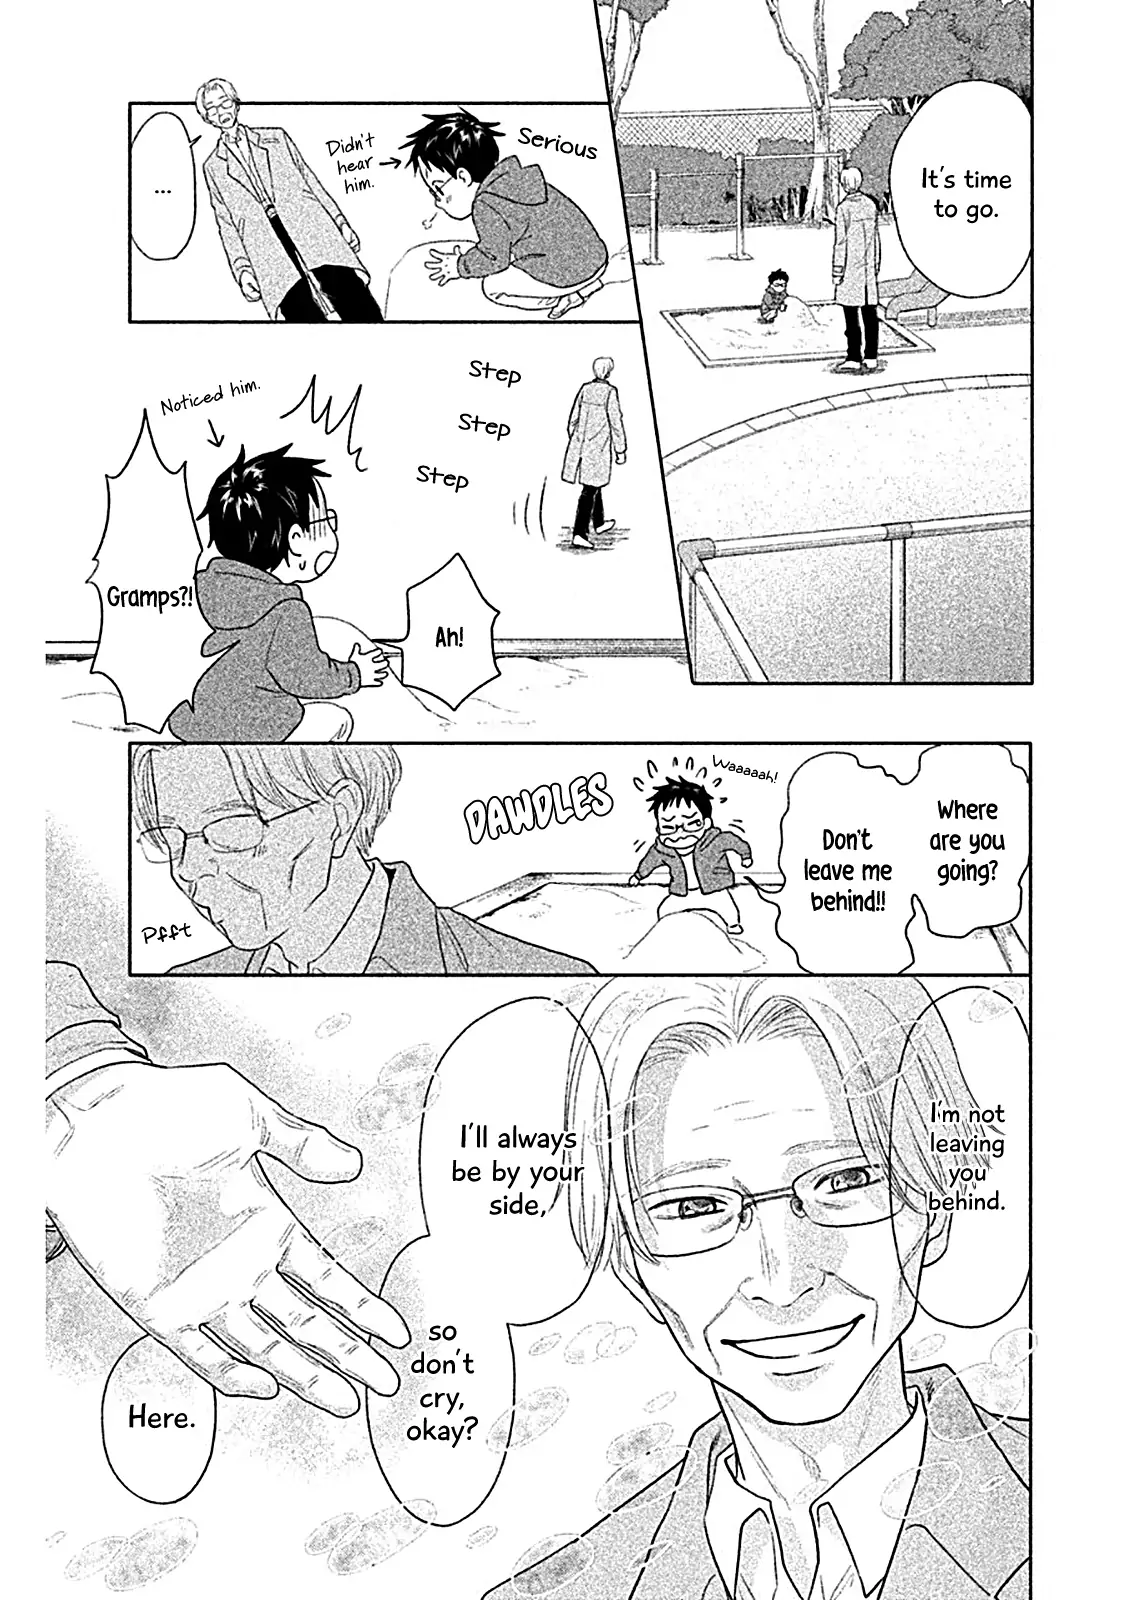 It's time
to go.
Serious
Didn't
hear
him.
...
Step
Step
Step
Noticed him.
Ah!
Gramps?!
Where
are you
going?
Don't
leave me
behind!!
Waaaaah!
DAWDLES
Pfft
I'm not
leaving
you
behind.
I'll always
be by your
side,
so
don't
cry,
okay?
Here.